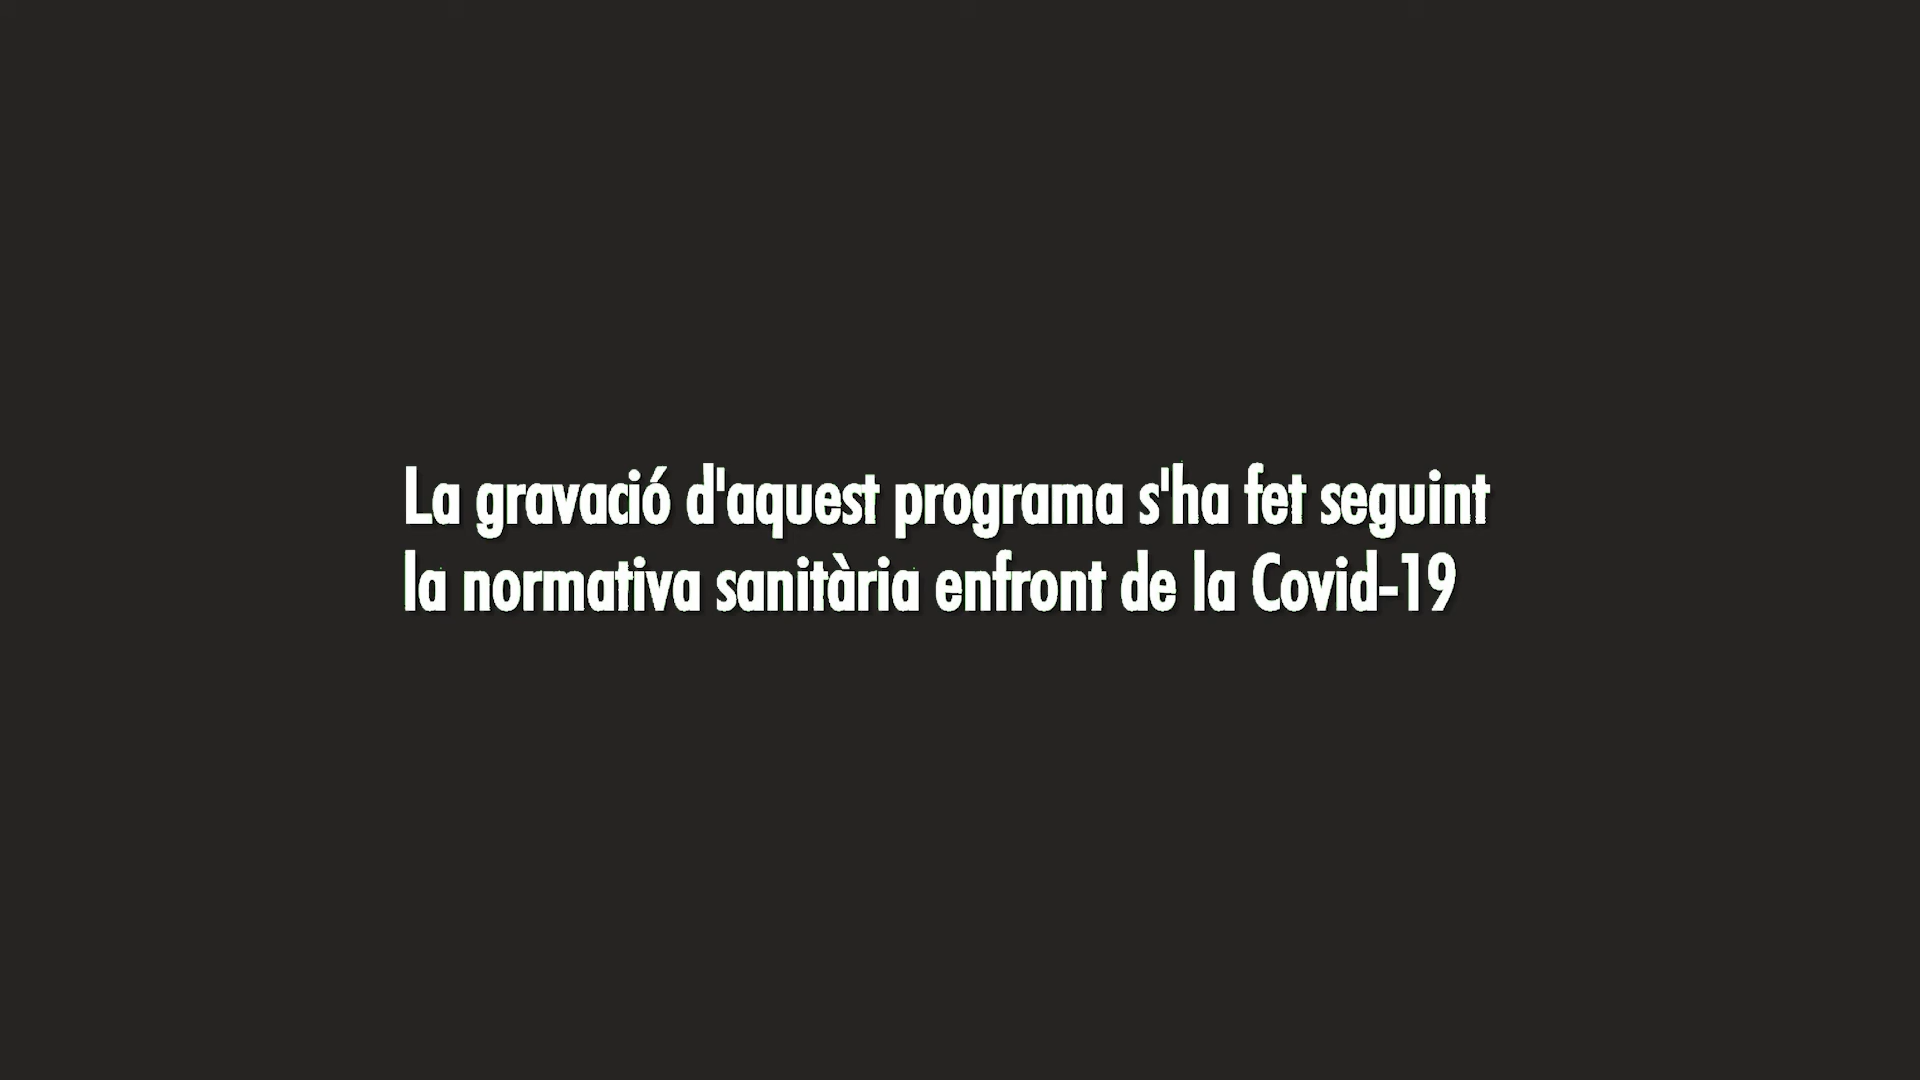 La gravació d'aquest programa s'ha fet seguint
la normativa sanitària enfront de la Covid-19